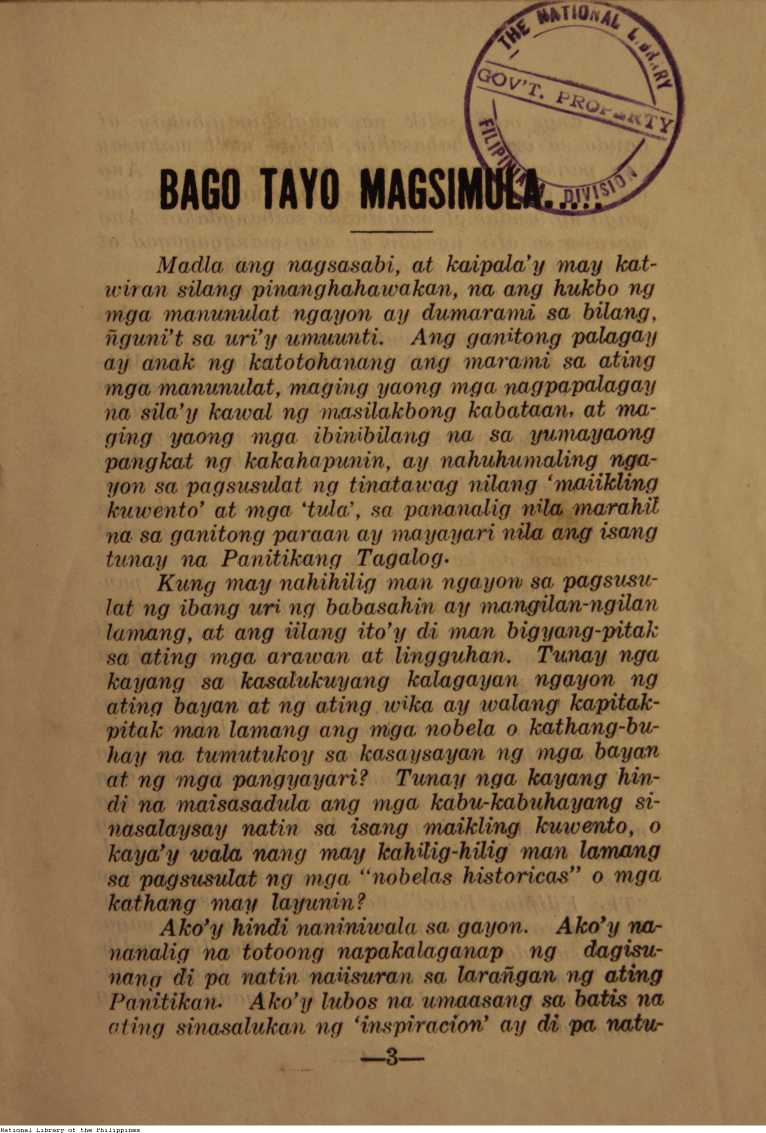 THE NATIONAL LIBRARY
GOV'T. PROPERTY
FILIPINIANA DIVISION
BAGO TAYO MAGSIMULA.....
Madla ang nagsasabi, at kaipala'y may kat-
wiran silang pinanghahawakan, na ang hukbo ng
mga manunulat ngayon ay dumarami sa bilang,
ñguni't sa uri'y umuunti. Ang ganitong palagay
ay anak ng katotohanang ang marami sa ating
mga manunulat, maging yaong mga nagpapalagay
na sila'y kawal ng masilakbong kabataan, at ma-
ging yaong mga ibinibilang na sa yumayaong
pangkat ng kakahapunin, ay nahuhumaling nga-
yon sa pagsusulat ng tinatawag nilang 'maiikling
kuwento' at mga 'tula', sa pananalig nila marahil
na sa ganitong paraan ay mayayari nila ang isang
tunay na Panitikang Tagalog.
Kung may nahihilig man ngayon sa pagsusu-
lat ng ibang uri ng babasahin ay mangilan-ngilan
lamang, at ang iilang ito'y di man bigyang-pitak
sa ating mga arawan at lingguhan. Tunay nga
kayang sa kasalukuyang kalagayan ngayon ng
ating bayan at ng ating wika ay walang kapitak-
pitak man lamang ang mga nobela o kathang-bu-
hay na tumutukoy sa kasaysayan ng mga bayan
at ng mga pangyayari? Tunay nga kayang hin-
di na maisasadula ang mga kabu-kabuhayang si-
nasalaysay natin sa isang maikling kuwento, o
kaya'y wala nang may kahilig-hilig man lamang
sa pagsusulat ng mga "nobelas historicas" o mga
kathang may layunin?
Ako'y hindi naniniwala sa gayon. Ako'y na-
nanalig na totoong napakalaganap ng dagisu-
nang di pa natin naiisuran sa larañgan ng ating
Panitikan. Ako'y lubos na umaasang sa batis na
ating sinasalukan ng 'inspiracion' ay di pa natu-
—3—
National Library of the Philippines